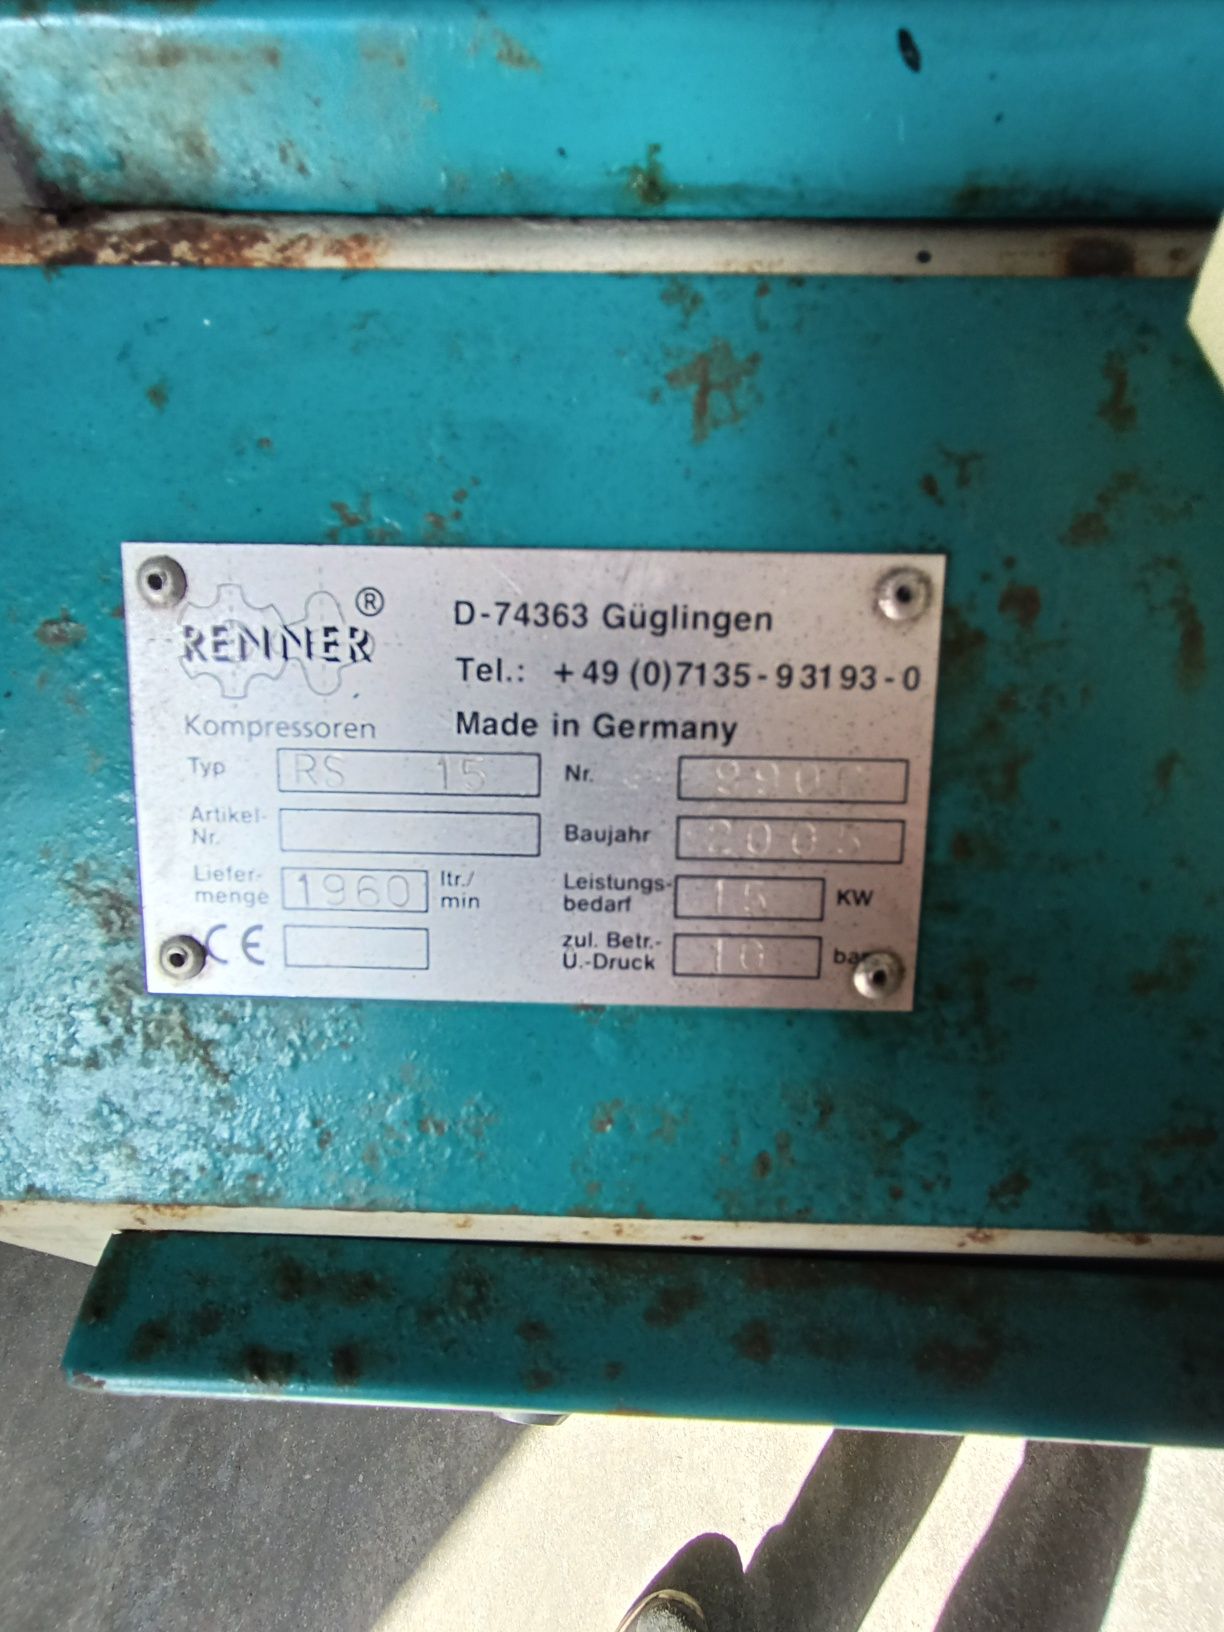 RENNER ®
Kompressoren
D-74363 Güglingen
Tel.: +49 (0)7135-93193-0
Made in Germany
Typ RS 15
Nr.
Artikel-
Nr.
Baujahr 2005
Liefer-
menge 1960 ltr./
min
Leistungs-
bedarf 15 KW
CE
zul. Betr.-
Ü.-Druck 10 bar